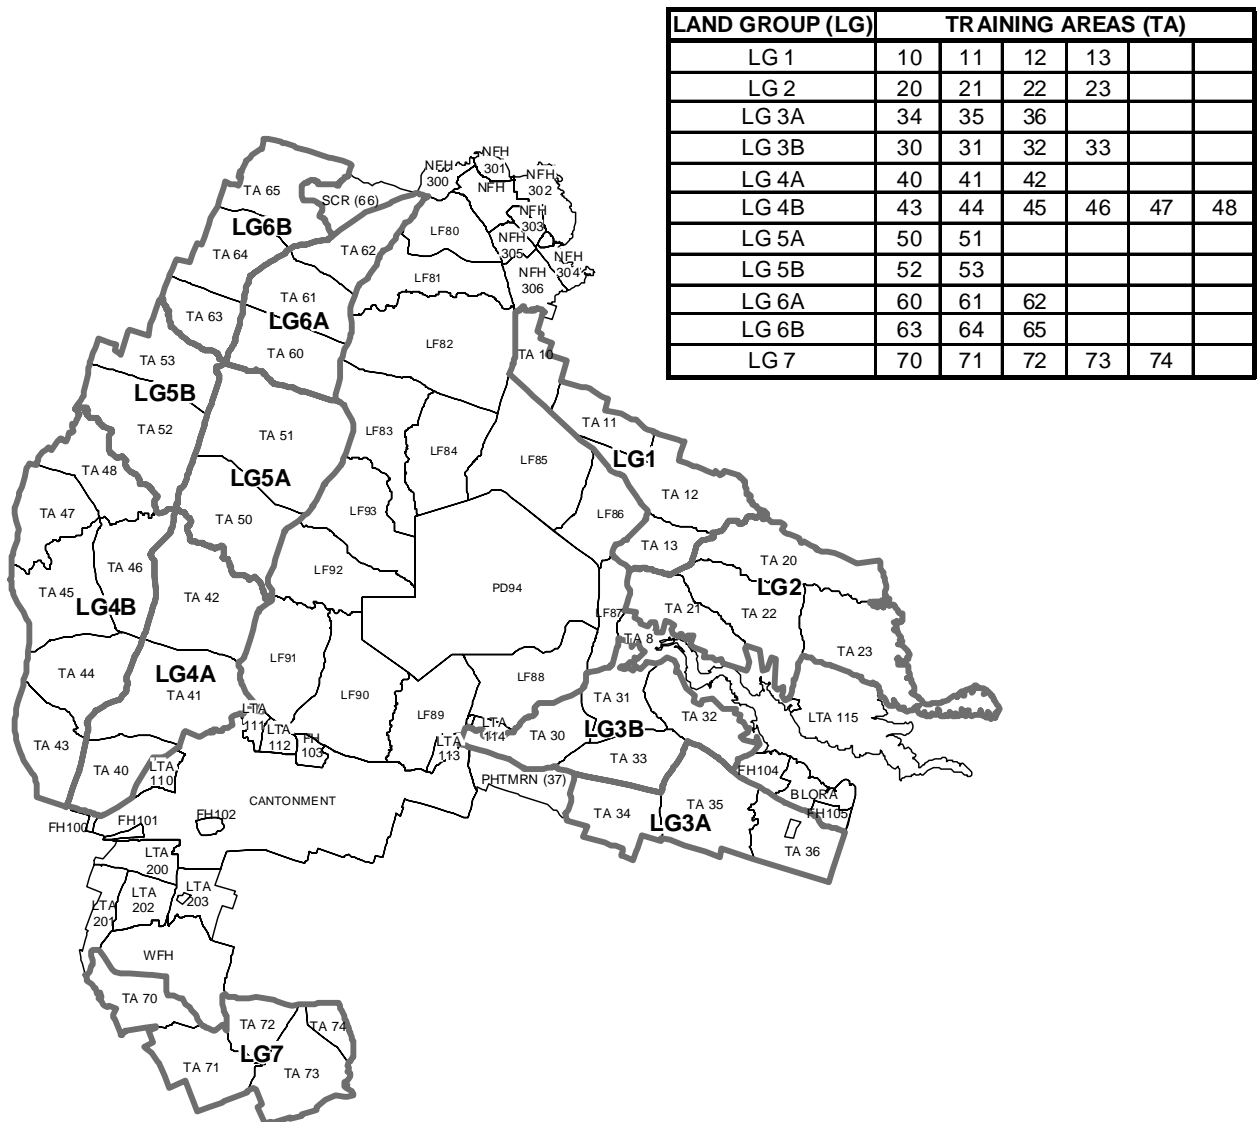 LAND GROUP (LG) TRAINING AREAS (TA)
LG 1 10 11 12 13
LG 2 20 21 22 23
LG 3A 34 35 36
LG 3B 30 31 32 33
LG 4A 40 41 42
LG 4B 43 44 45 46 47 48
LG 5A 50 51
LG 5B 52 53
LG 6A 60 61 62
LG 6B 63 64 65
LG 7 70 71 72 73 74
NFH
301
NFH
300
NFH
302
NFH
TA 65
SCR (66)
NFH
303
LG6B
LF80
NFH
305
TA 64
TA 62
NFH
304
NFH
306
LF81
TA 61
TA 63
LG6A
LF82
TA 60
TA 10
TA 53
LG5B
TA 11
TA 52
TA 51
LF83
LF84
LF85
LG1
TA 48
LG5A
TA 12
TA 47
TA 50
LF93
LF86
TA 13
TA 20
TA 46
LF92
PD94
LG2
TA 45
LG4B
TA 42
LF87
TA 21
TA 22
TA 8
TA 23
TA 44
LG4A
TA 41
LF91
LF90
LF88
TA 31
LTA
111
LF89
LTA
114
TA 32
LTA 115
LTA
112
LG3B
TA 30
TA 43
FH
103
LTA
113
TA 33
TA 40
LTA
110
PHTMRN (37)
FH104
BLORA
CANTONMENT
TA 34
TA 35
FH105
FH100
FH101
FH102
LG3A
TA 36
LTA
200
LTA
202
LTA
203
LTA
201
WFH
TA 70
TA 72
TA 74
LG7
TA 71
TA 73